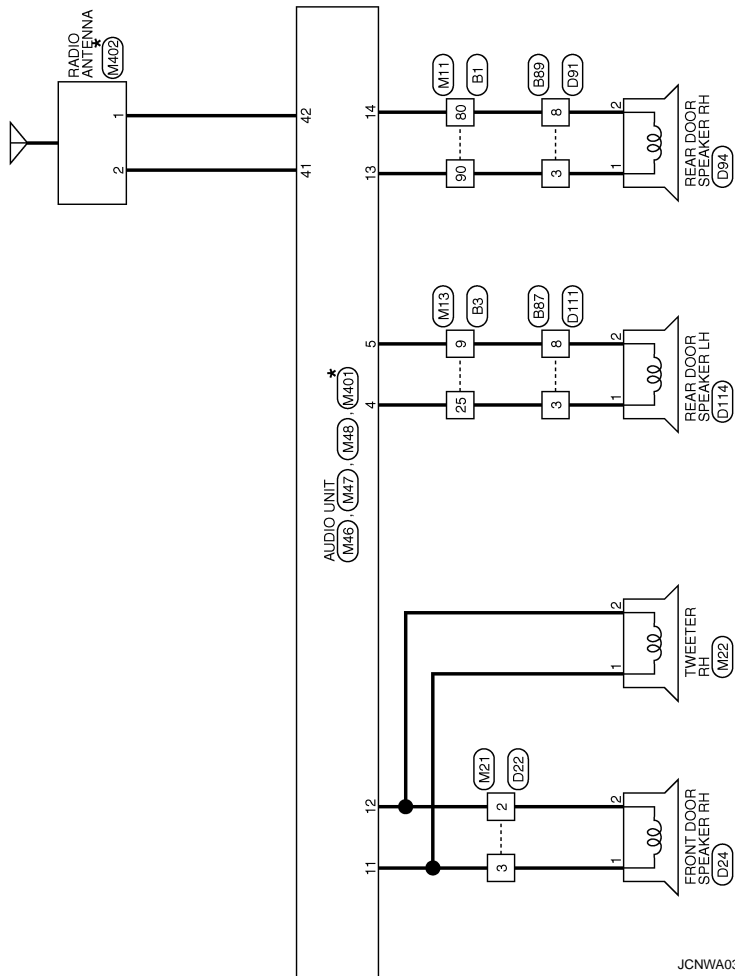 RADIO
ANTENNA
*
M402
2 1
41 42
AUDIO UNIT
M46 , M47 , M48 , M401
*
11 12 4 5 13 14
M21
D22
3 2
M13
B3
25 9
M11
B1
90 80
B87
D111
3 8
B89
D91
3 8
1 2
FRONT DOOR
SPEAKER RH
D24
1 2
TWEETER
RH
M22
1 2
REAR DOOR
SPEAKER LH
D114
1 2
REAR DOOR
SPEAKER RH
D94